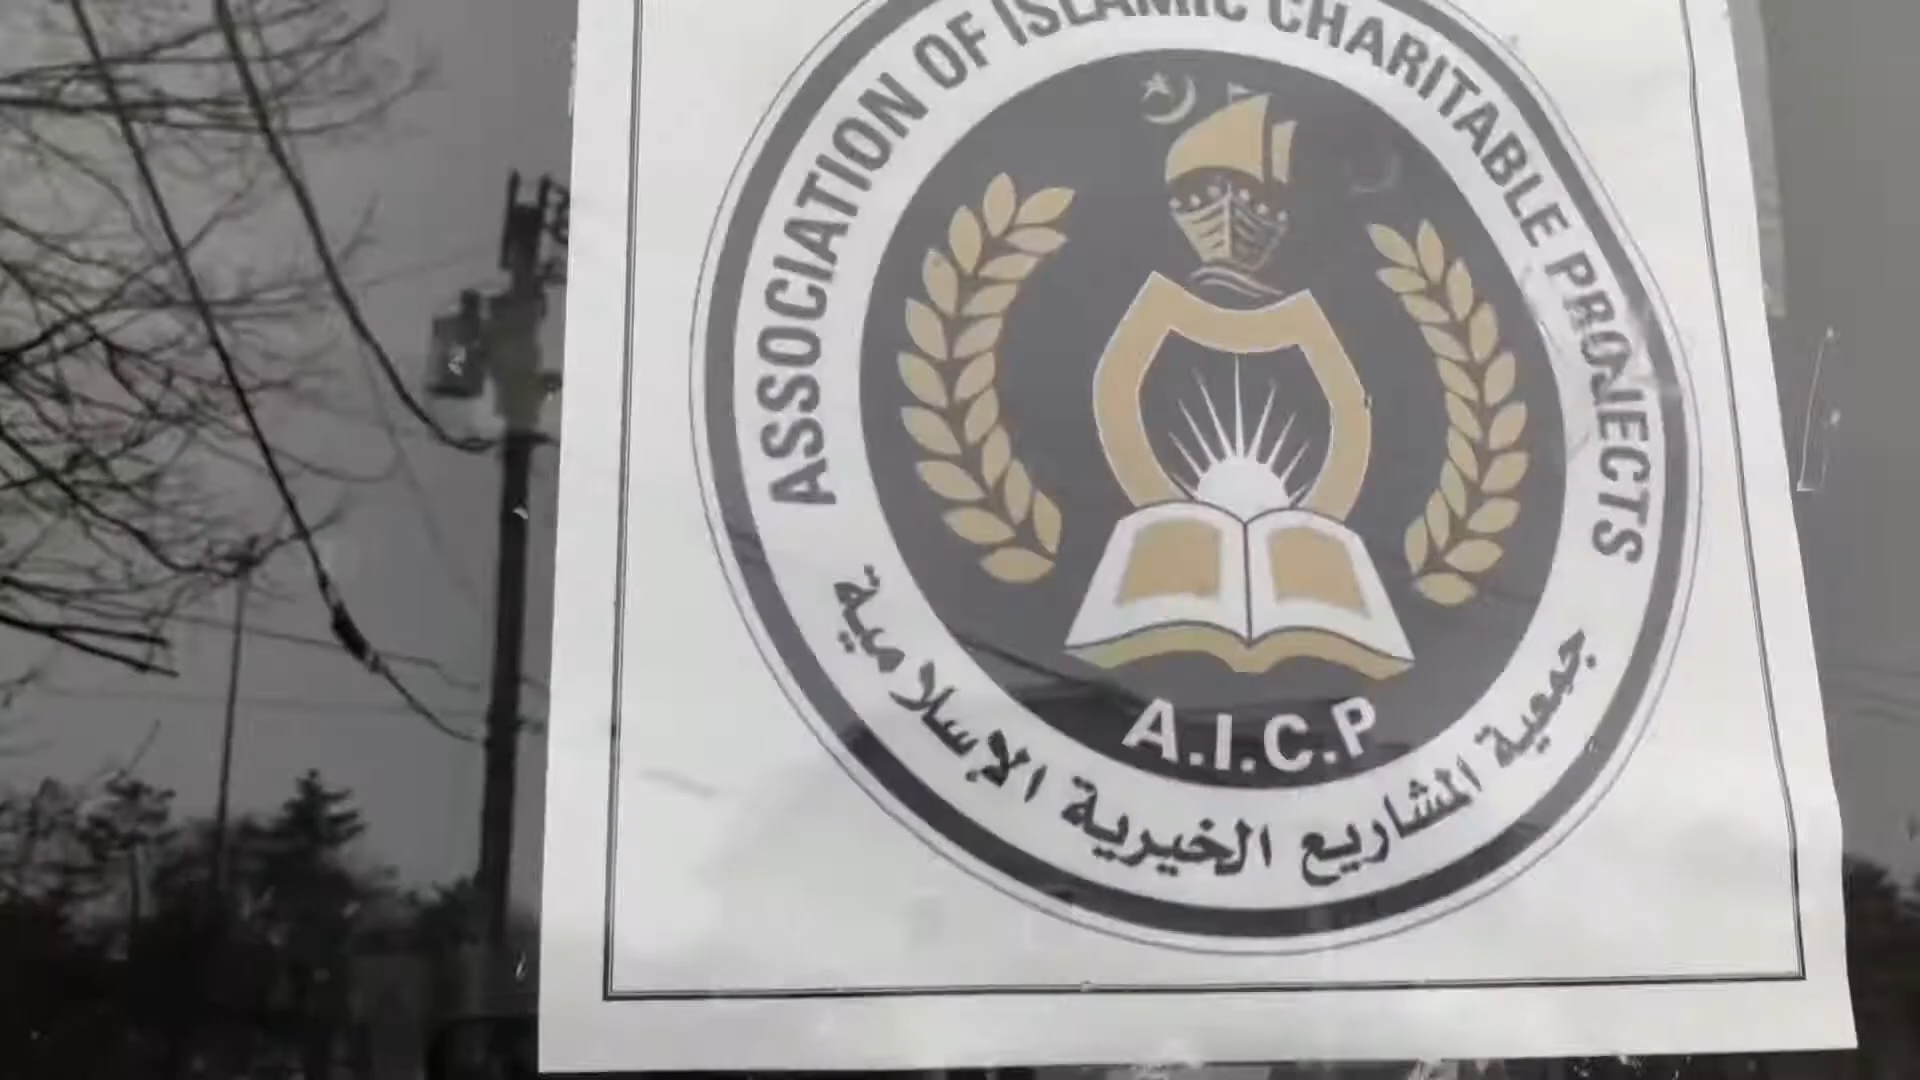 ASSOCIATION OF ISLAMIC CHARITABLE PROJECTS
A.I.C.P
جمعية المشاريع الخيرية الإسلامية